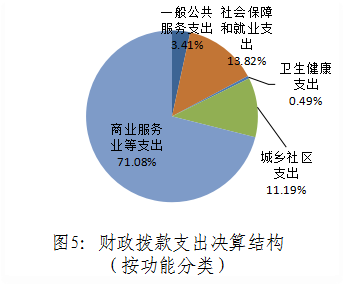 一般公共
服务支出
3.41%
社会保障
和就业支
出
13.82%
卫生健康
支出
0.49%
城乡社区
支出
11.19%
商业服务
业等支出
71.08%
图5：财政拨款支出决算结构
（按功能分类）